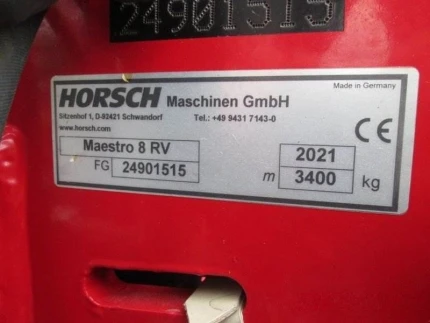 24901515
HORSCH Maschinen GmbH
Made in Germany
Sitzenhof 1, D-92421 Schwandorf Tel.: +49 9431 7143-0
www.horsch.com
CE
Maestro 8 RV 2021
FG 24901515 m 3400 kg